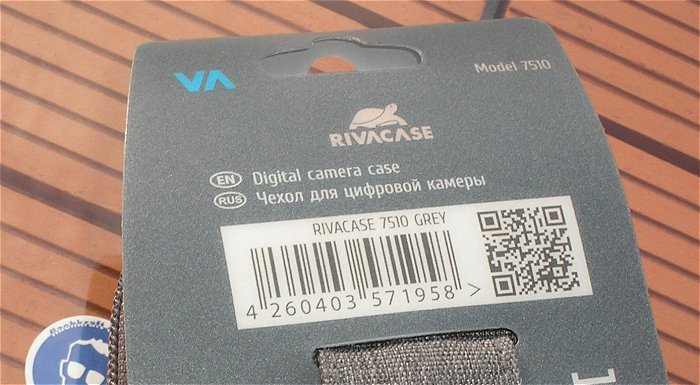 VA
Model 7510
RIVACASE
EN Digital camera case
RUS Чехол для цифровой камеры
RIVACASE 7510 GREY
4 260403 571958 >